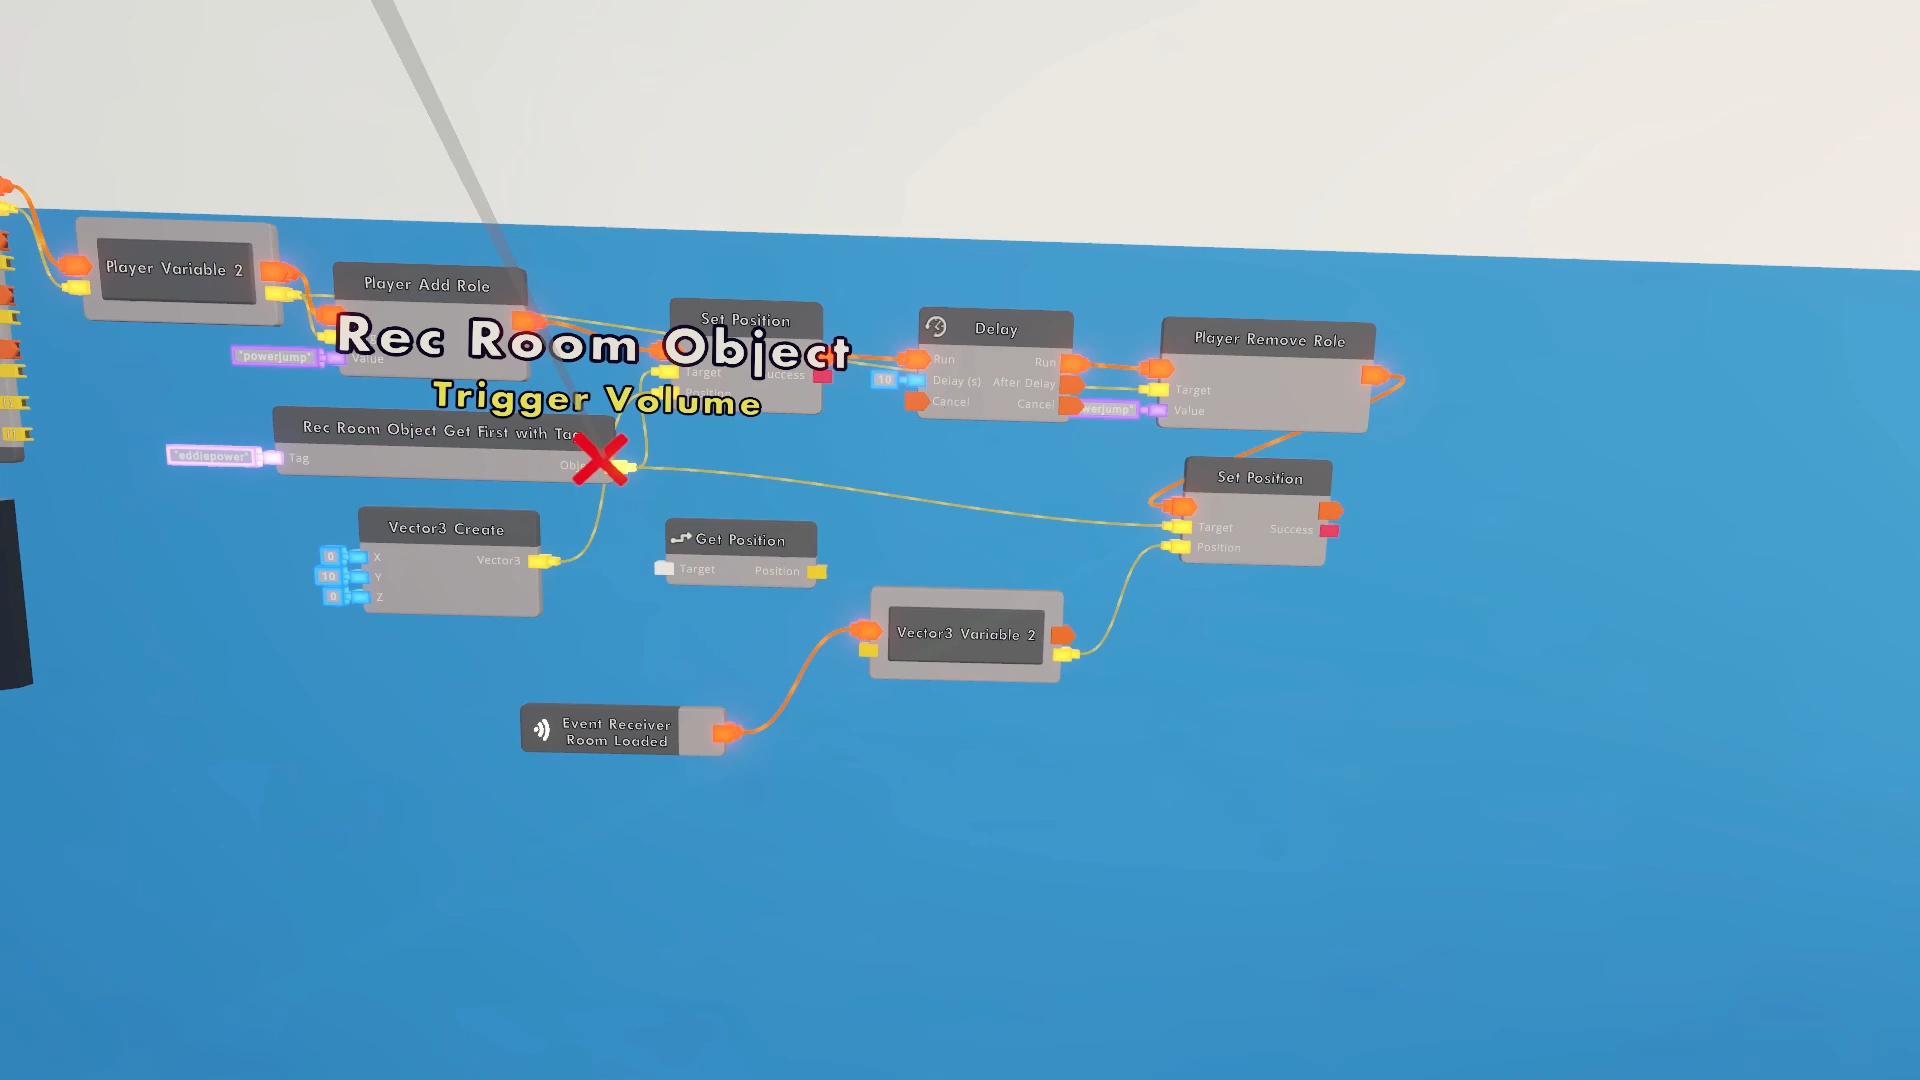 Player Variable 2
Player Add Role
Value
"powerjump"
Rec Room Object
Trigger Volume
Set Position
Target
Success
Position
Delay
Run
Run
10
Delay (s)
After Delay
Cancel
Cancel
Player Remove Role
Target
Value
Rec Room Object Get First with Tag
"eddiepower"
Tag
Set Position
Target
Success
Position
Vector3 Create
Vector3
0
X
10
Y
0
Z
Get Position
Target
Position
Vector3 Variable 2
Event Receiver
Room Loaded